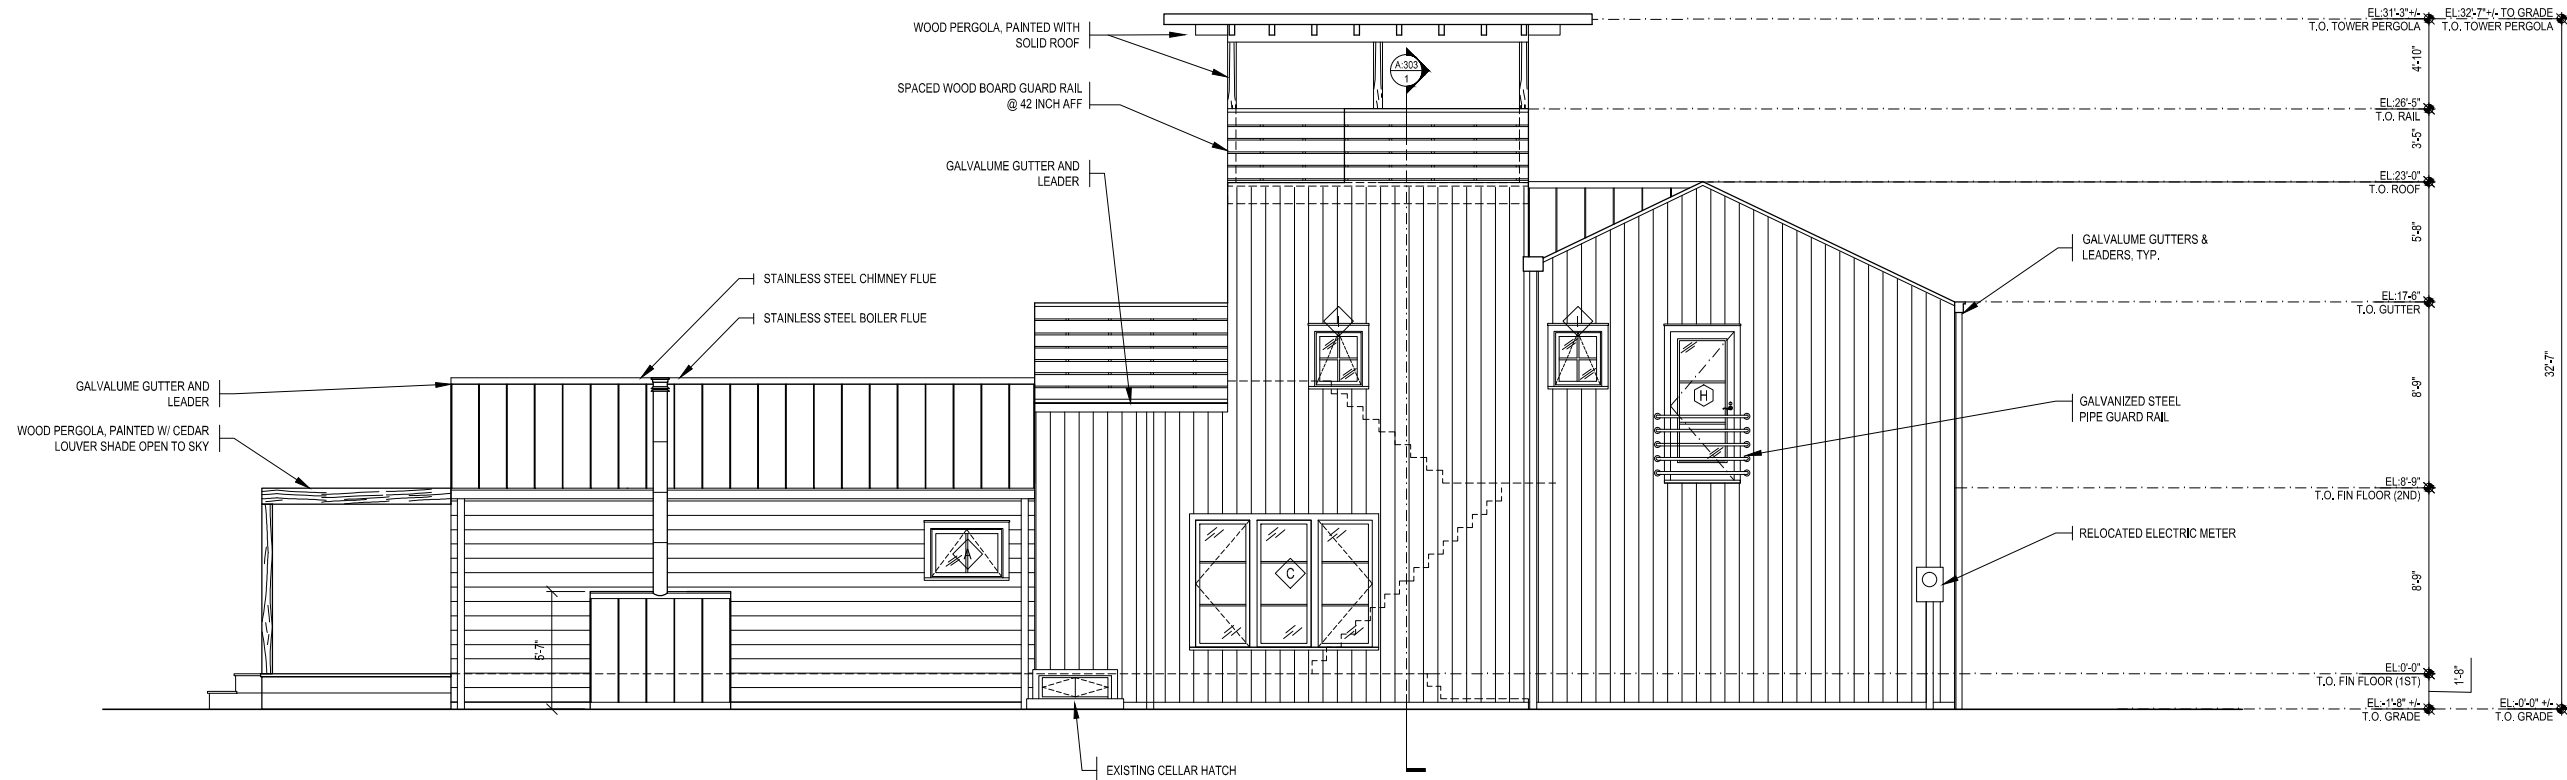 WOOD PERGOLA, PAINTED WITH
SOLID ROOF
SPACED WOOD BOARD GUARD RAIL
@ 42 INCH AFF
GALVALUME GUTTER AND
LEADER
STAINLESS STEEL CHIMNEY FLUE
STAINLESS STEEL BOILER FLUE
GALVALUME GUTTER AND
LEADER
WOOD PERGOLA, PAINTED W/ CEDAR
LOUVER SHADE OPEN TO SKY
5'-7"
A
EXISTING CELLAR HATCH
A:303
1
I
C
I
H
GALVALUME GUTTERS &
LEADERS, TYP.
GALVANIZED STEEL
PIPE GUARD RAIL
RELOCATED ELECTRIC METER
EL:31'-3"+/-
T.O. TOWER PERGOLA
EL:32'-7"+/- TO GRADE
T.O. TOWER PERGOLA
4'-10"
EL:26'-5"
T.O. RAIL
3'-5"
EL:23'-0"
T.O. ROOF
5'-8"
EL:17'-6"
T.O. GUTTER
32'-7"
8'-9"
EL:8'-9"
T.O. FIN FLOOR (2ND)
8'-9"
EL:0'-0"
T.O. FIN FLOOR (1ST)
1'-8"
EL:-1'-8" +/-
T.O. GRADE
EL:-0'-0" +/-
T.O. GRADE